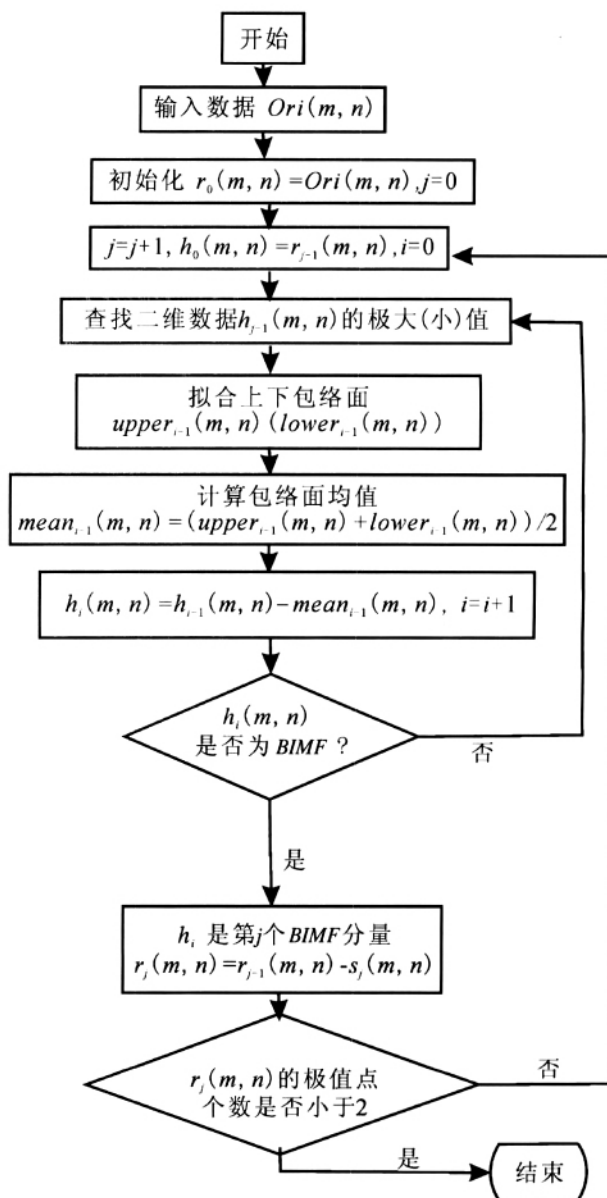 开始
输入数据 Ori(m, n)
初始化 r₀(m, n)=Ori(m, n),j=0
j=j+1, h₀(m, n)=rⱼ₋₁(m, n),i=0
查找二维数据hⱼ₋₁(m, n)的极大(小)值
拟合上下包络面
upperᵢ₋₁(m, n)(lowerᵢ₋₁(m, n))
计算包络面均值
meanᵢ₋₁(m, n)=(upperᵢ₋₁(m, n)+lowerᵢ₋₁(m, n))/2
hᵢ(m, n)=hᵢ₋₁(m, n)-meanᵢ₋₁(m, n), i=i+1
hᵢ(m, n)
是否为BIMF？
否
是
hᵢ 是第j个BIMF分量
rⱼ(m, n)=rⱼ₋₁(m, n)-sⱼ(m, n)
rⱼ(m, n)的极值点
个数是否小于2
否
是
结束